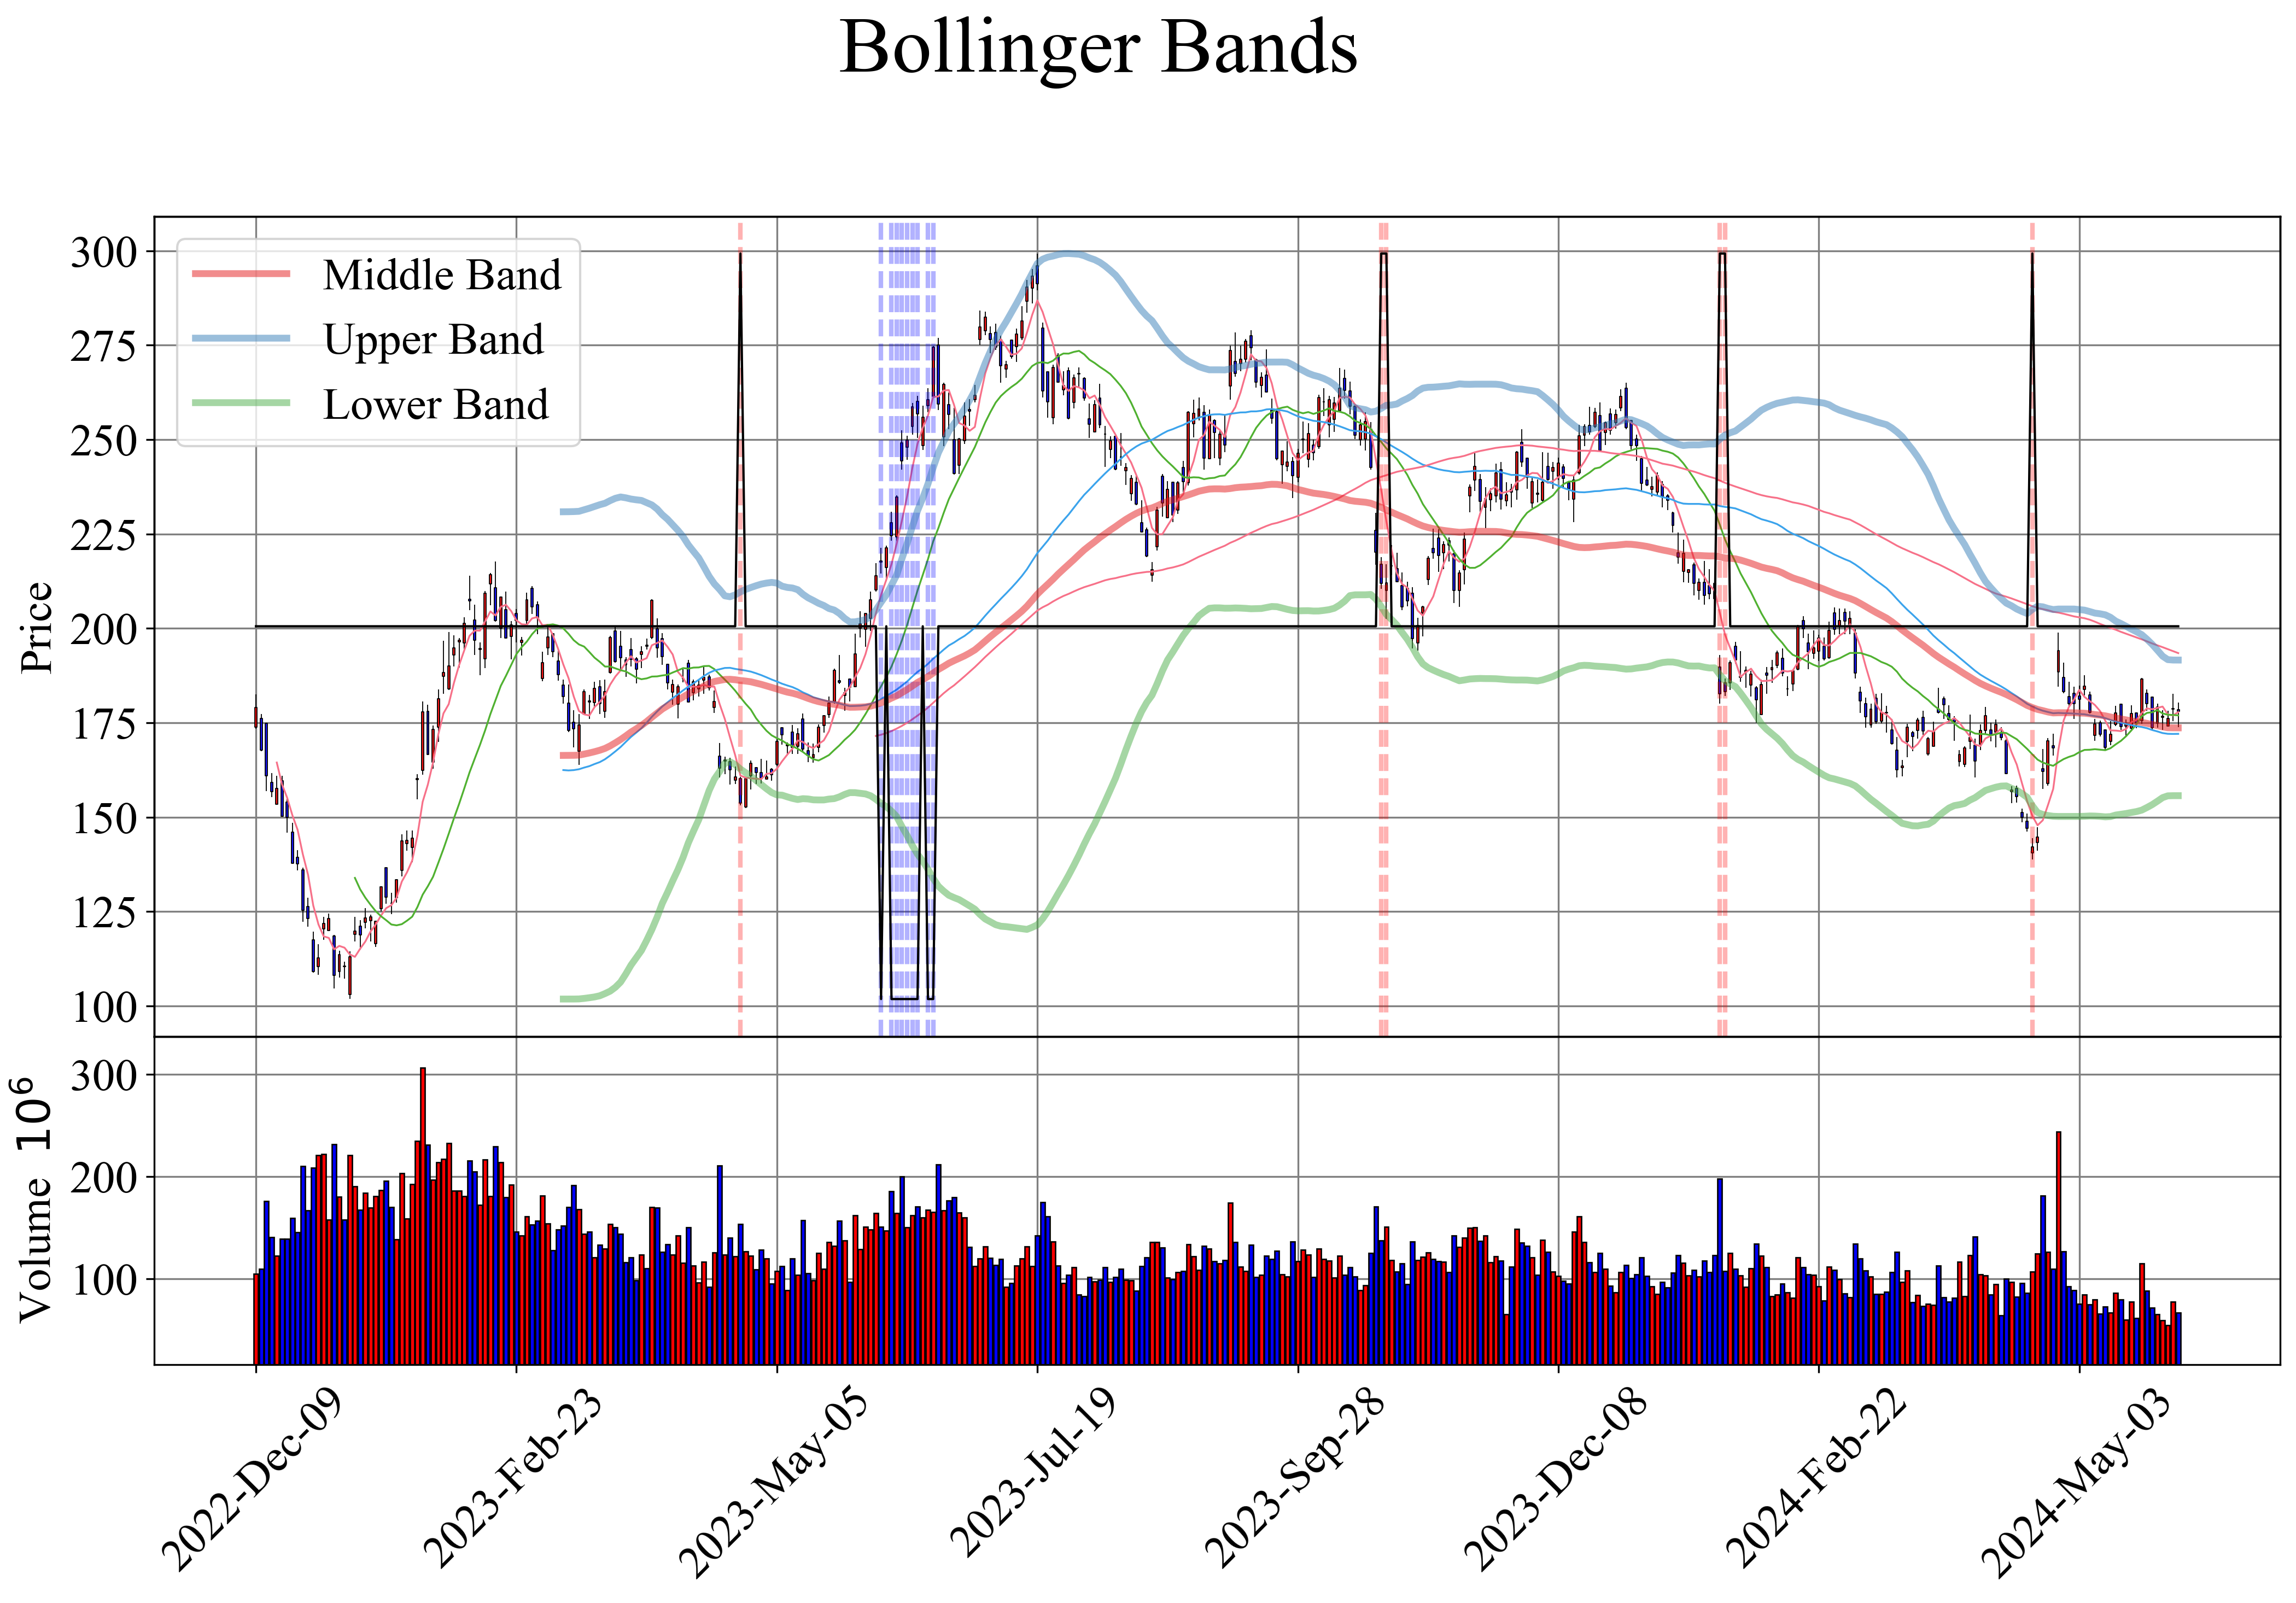 Bollinger Bands
Middle Band
Upper Band
Lower Band
Price
300
275
250
225
200
175
150
125
100
Volume 10⁶
300
200
100
2022-Dec-09
2023-Feb-23
2023-May-05
2023-Jul-19
2023-Sep-28
2023-Dec-08
2024-Feb-22
2024-May-03